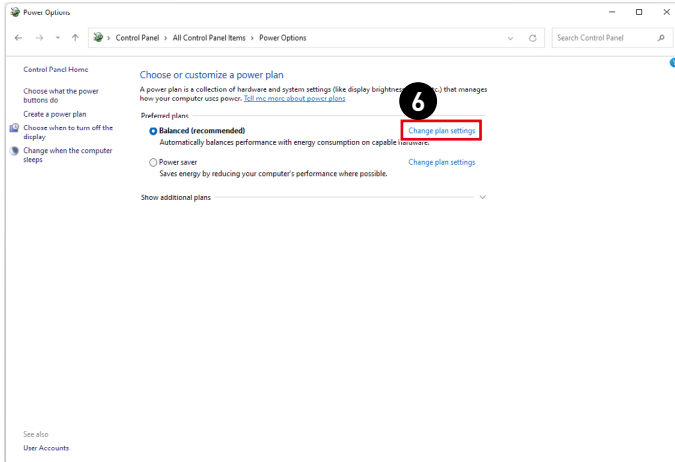 Power Options
Control Panel > All Control Panel Items > Power Options
Search Control Panel
Control Panel Home
Choose what the power
buttons do
Create a power plan
Choose when to turn off the
display
Change when the computer
sleeps
Choose or customize a power plan
A power plan is a collection of hardware and system settings (like display brightness, etc.) that manages
how your computer uses power. Tell me more about power plans
6
Preferred plans
Balanced (recommended)
Change plan settings
Automatically balances performance with energy consumption on capable hardware.
Power saver
Change plan settings
Saves energy by reducing your computer's performance where possible.
Show additional plans
See also
User Accounts